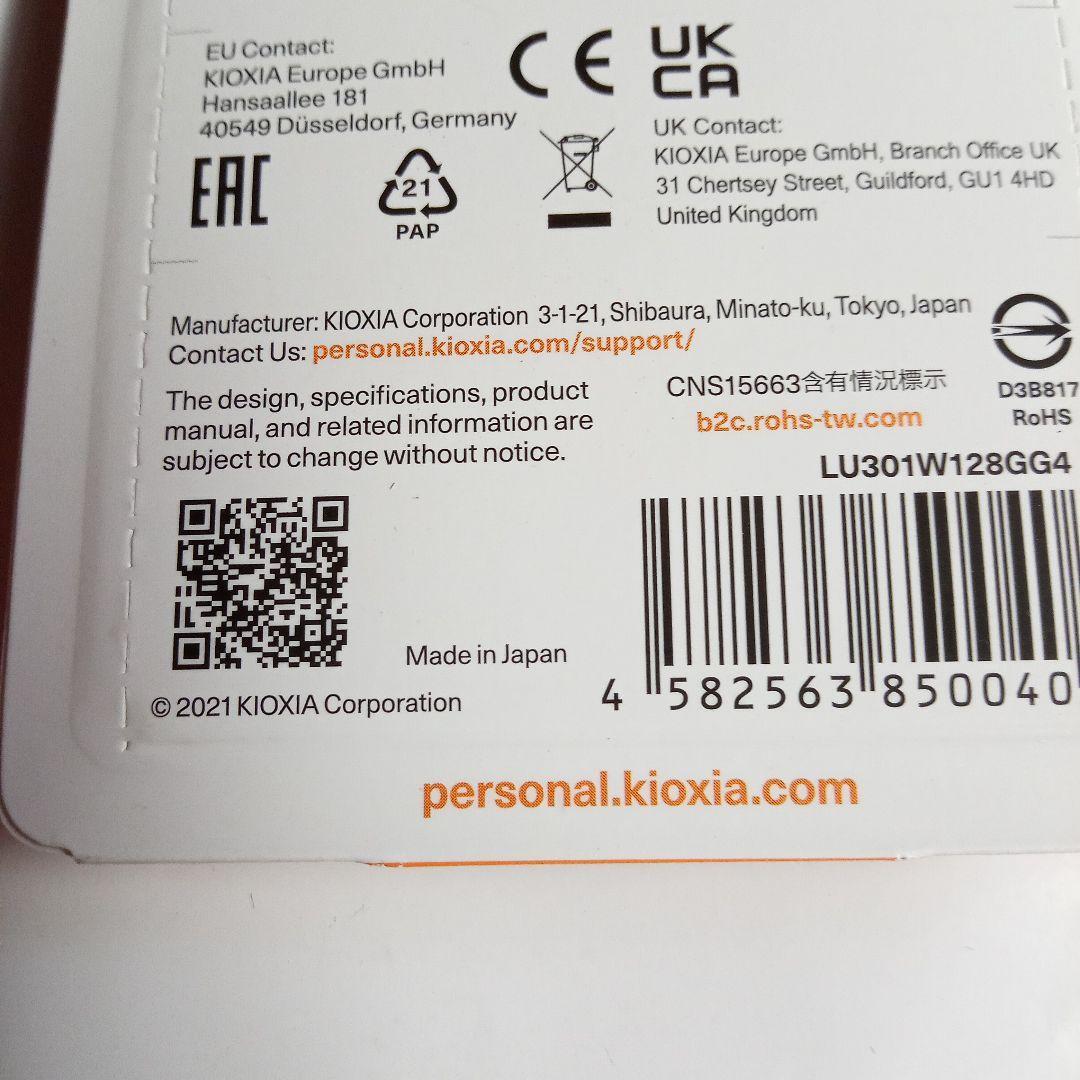 EU Contact:
KIOXIA Europe GmbH
Hansaallee 181
40549 Düsseldorf, Germany
CE
UK
CA
EAC
21
PAP
UK Contact:
KIOXIA Europe GmbH, Branch Office UK
31 Chertsey Street, Guildford, GU1 4HD
United Kingdom
Manufacturer: KIOXIA Corporation 3-1-21, Shibaura, Minato-ku, Tokyo, Japan
Contact Us: personal.kioxia.com/support/
The design, specifications, product
manual, and related information are
subject to change without notice.
CNS15663含有情況標示
b2c.rohs-tw.com
D3B817
RoHS
LU301W128GG4
Made in Japan
© 2021 KIOXIA Corporation
4 582563 850040
personal.kioxia.com